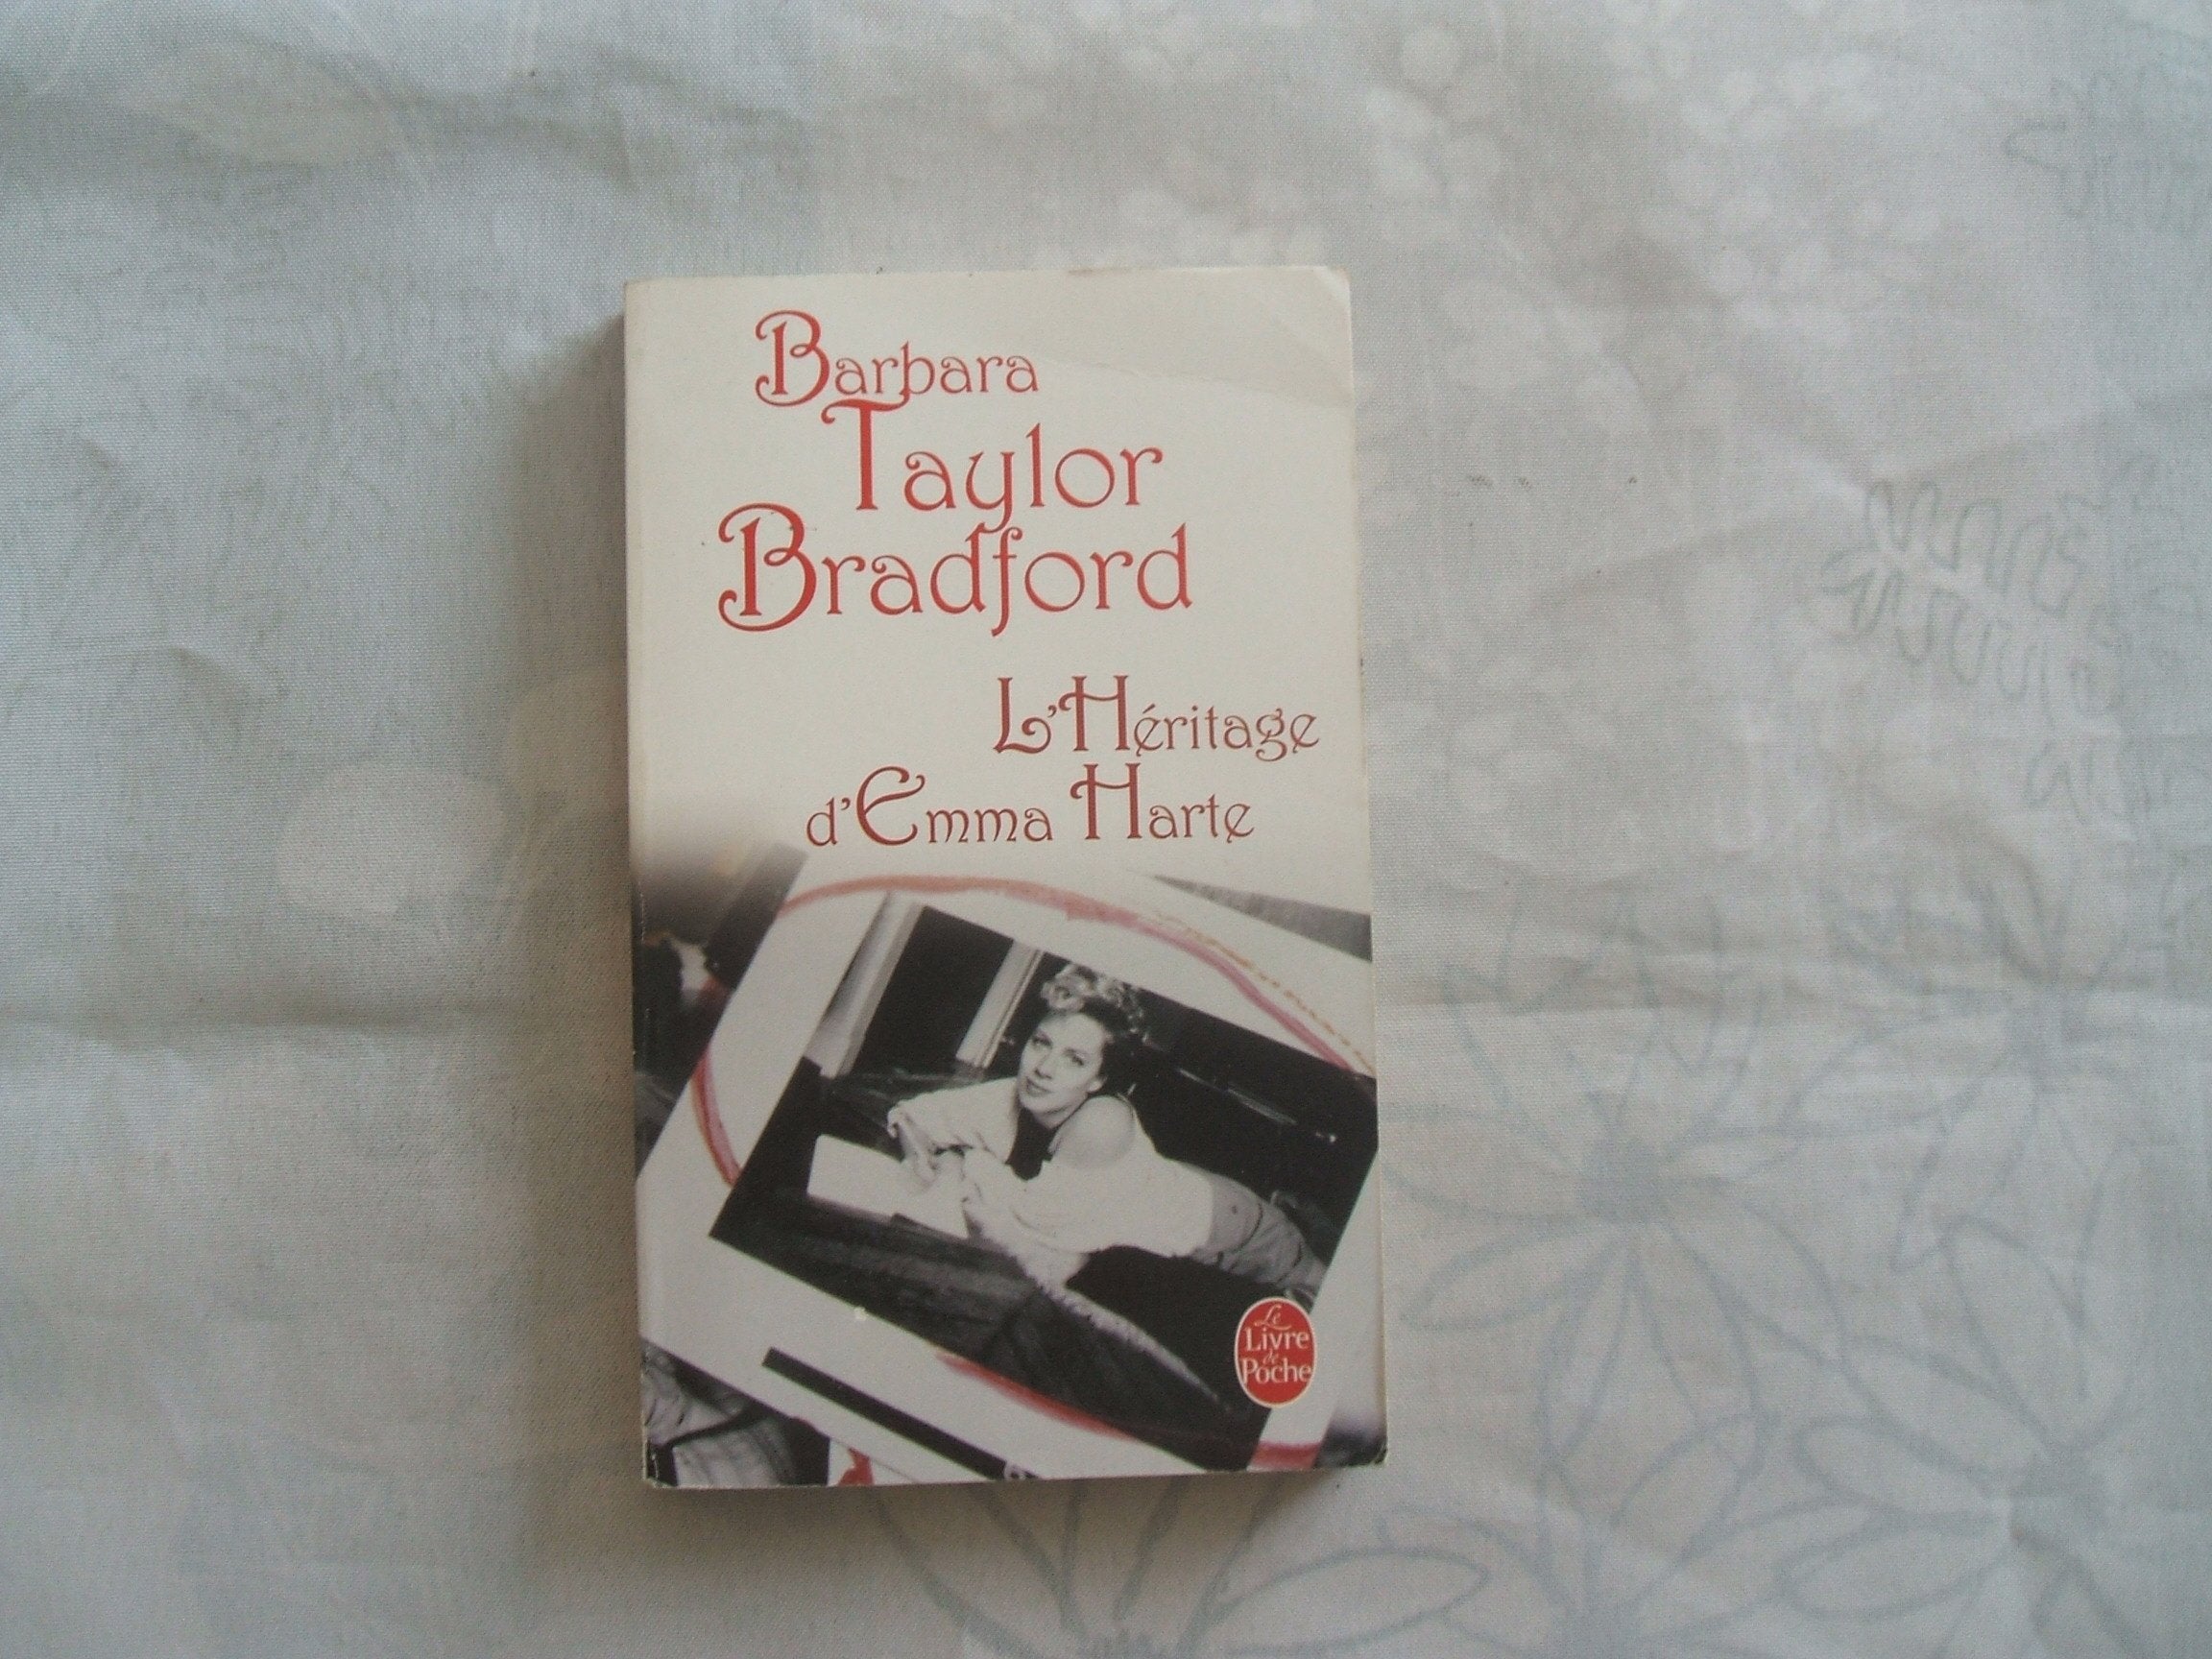 Barbara
Taylor
Bradford
L'Héritage
d'Emma Harte
Le
Livre
de
Poche